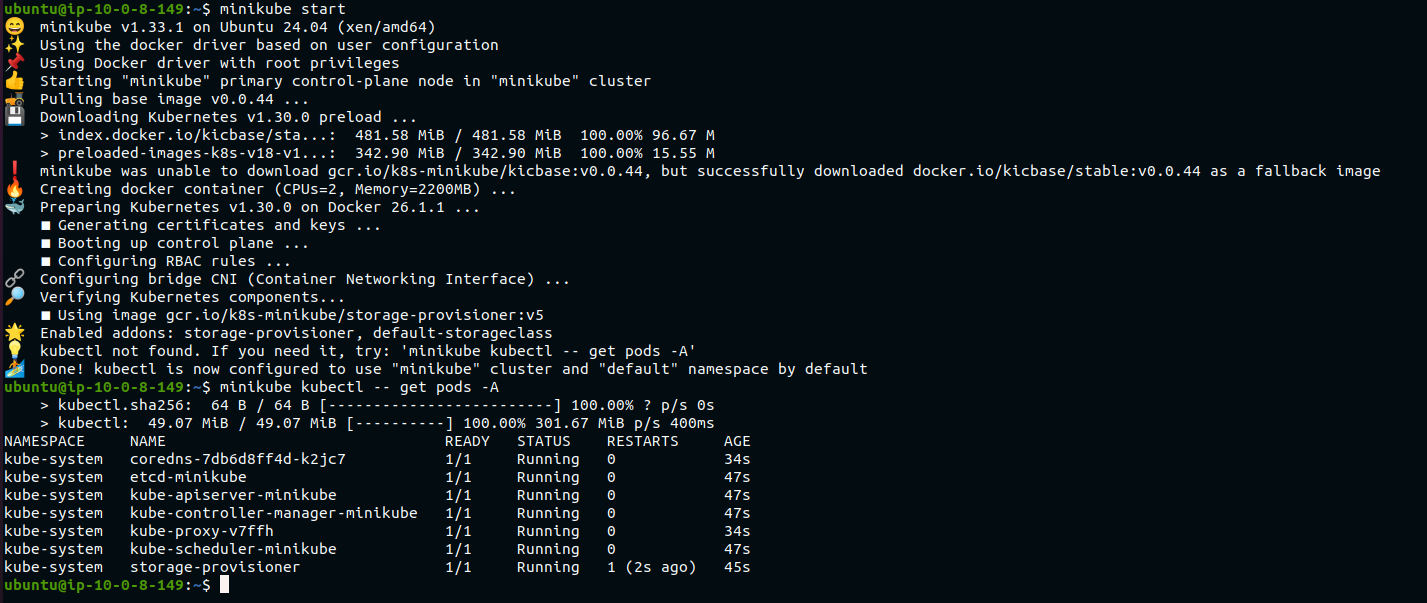 ubuntu@ip-10-0-8-149:~$ minikube start
😄  minikube v1.33.1 on Ubuntu 24.04 (xen/amd64)
✨  Using the docker driver based on user configuration
📌  Using Docker driver with root privileges
👍  Starting "minikube" primary control-plane node in "minikube" cluster
🚜  Pulling base image v0.0.44 ...
💾  Downloading Kubernetes v1.30.0 preload ...
    > index.docker.io/kicbase/sta...:  481.58 MiB / 481.58 MiB  100.00% 96.67 M
    > preloaded-images-k8s-v18-v1...:  342.90 MiB / 342.90 MiB  100.00% 15.55 M
❗  minikube was unable to download gcr.io/k8s-minikube/kicbase:v0.0.44, but successfully downloaded docker.io/kicbase/stable:v0.0.44 as a fallback image
🔥  Creating docker container (CPUs=2, Memory=2200MB) ...
🐳  Preparing Kubernetes v1.30.0 on Docker 26.1.1 ...
    ▪ Generating certificates and keys ...
    ▪ Booting up control plane ...
    ▪ Configuring RBAC rules ...
🔗  Configuring bridge CNI (Container Networking Interface) ...
🔎  Verifying Kubernetes components...
    ▪ Using image gcr.io/k8s-minikube/storage-provisioner:v5
🌟  Enabled addons: storage-provisioner, default-storageclass
💡  kubectl not found. If you need it, try: 'minikube kubectl -- get pods -A'
🏄  Done! kubectl is now configured to use "minikube" cluster and "default" namespace by default
ubuntu@ip-10-0-8-149:~$ minikube kubectl -- get pods -A
    > kubectl.sha256:  64 B / 64 B [-------------------------] 100.00% ? p/s 0s
    > kubectl:  49.07 MiB / 49.07 MiB [----------] 100.00% 301.67 MiB p/s 400ms
NAMESPACE     NAME                               READY   STATUS    RESTARTS     AGE
kube-system   coredns-7db6d8ff4d-k2jc7           1/1     Running   0            34s
kube-system   etcd-minikube                      1/1     Running   0            47s
kube-system   kube-apiserver-minikube            1/1     Running   0            47s
kube-system   kube-controller-manager-minikube   1/1     Running   0            47s
kube-system   kube-proxy-v7ffh                   1/1     Running   0            34s
kube-system   kube-scheduler-minikube            1/1     Running   0            47s
kube-system   storage-provisioner                1/1     Running   1 (2s ago)   45s
ubuntu@ip-10-0-8-149:~$